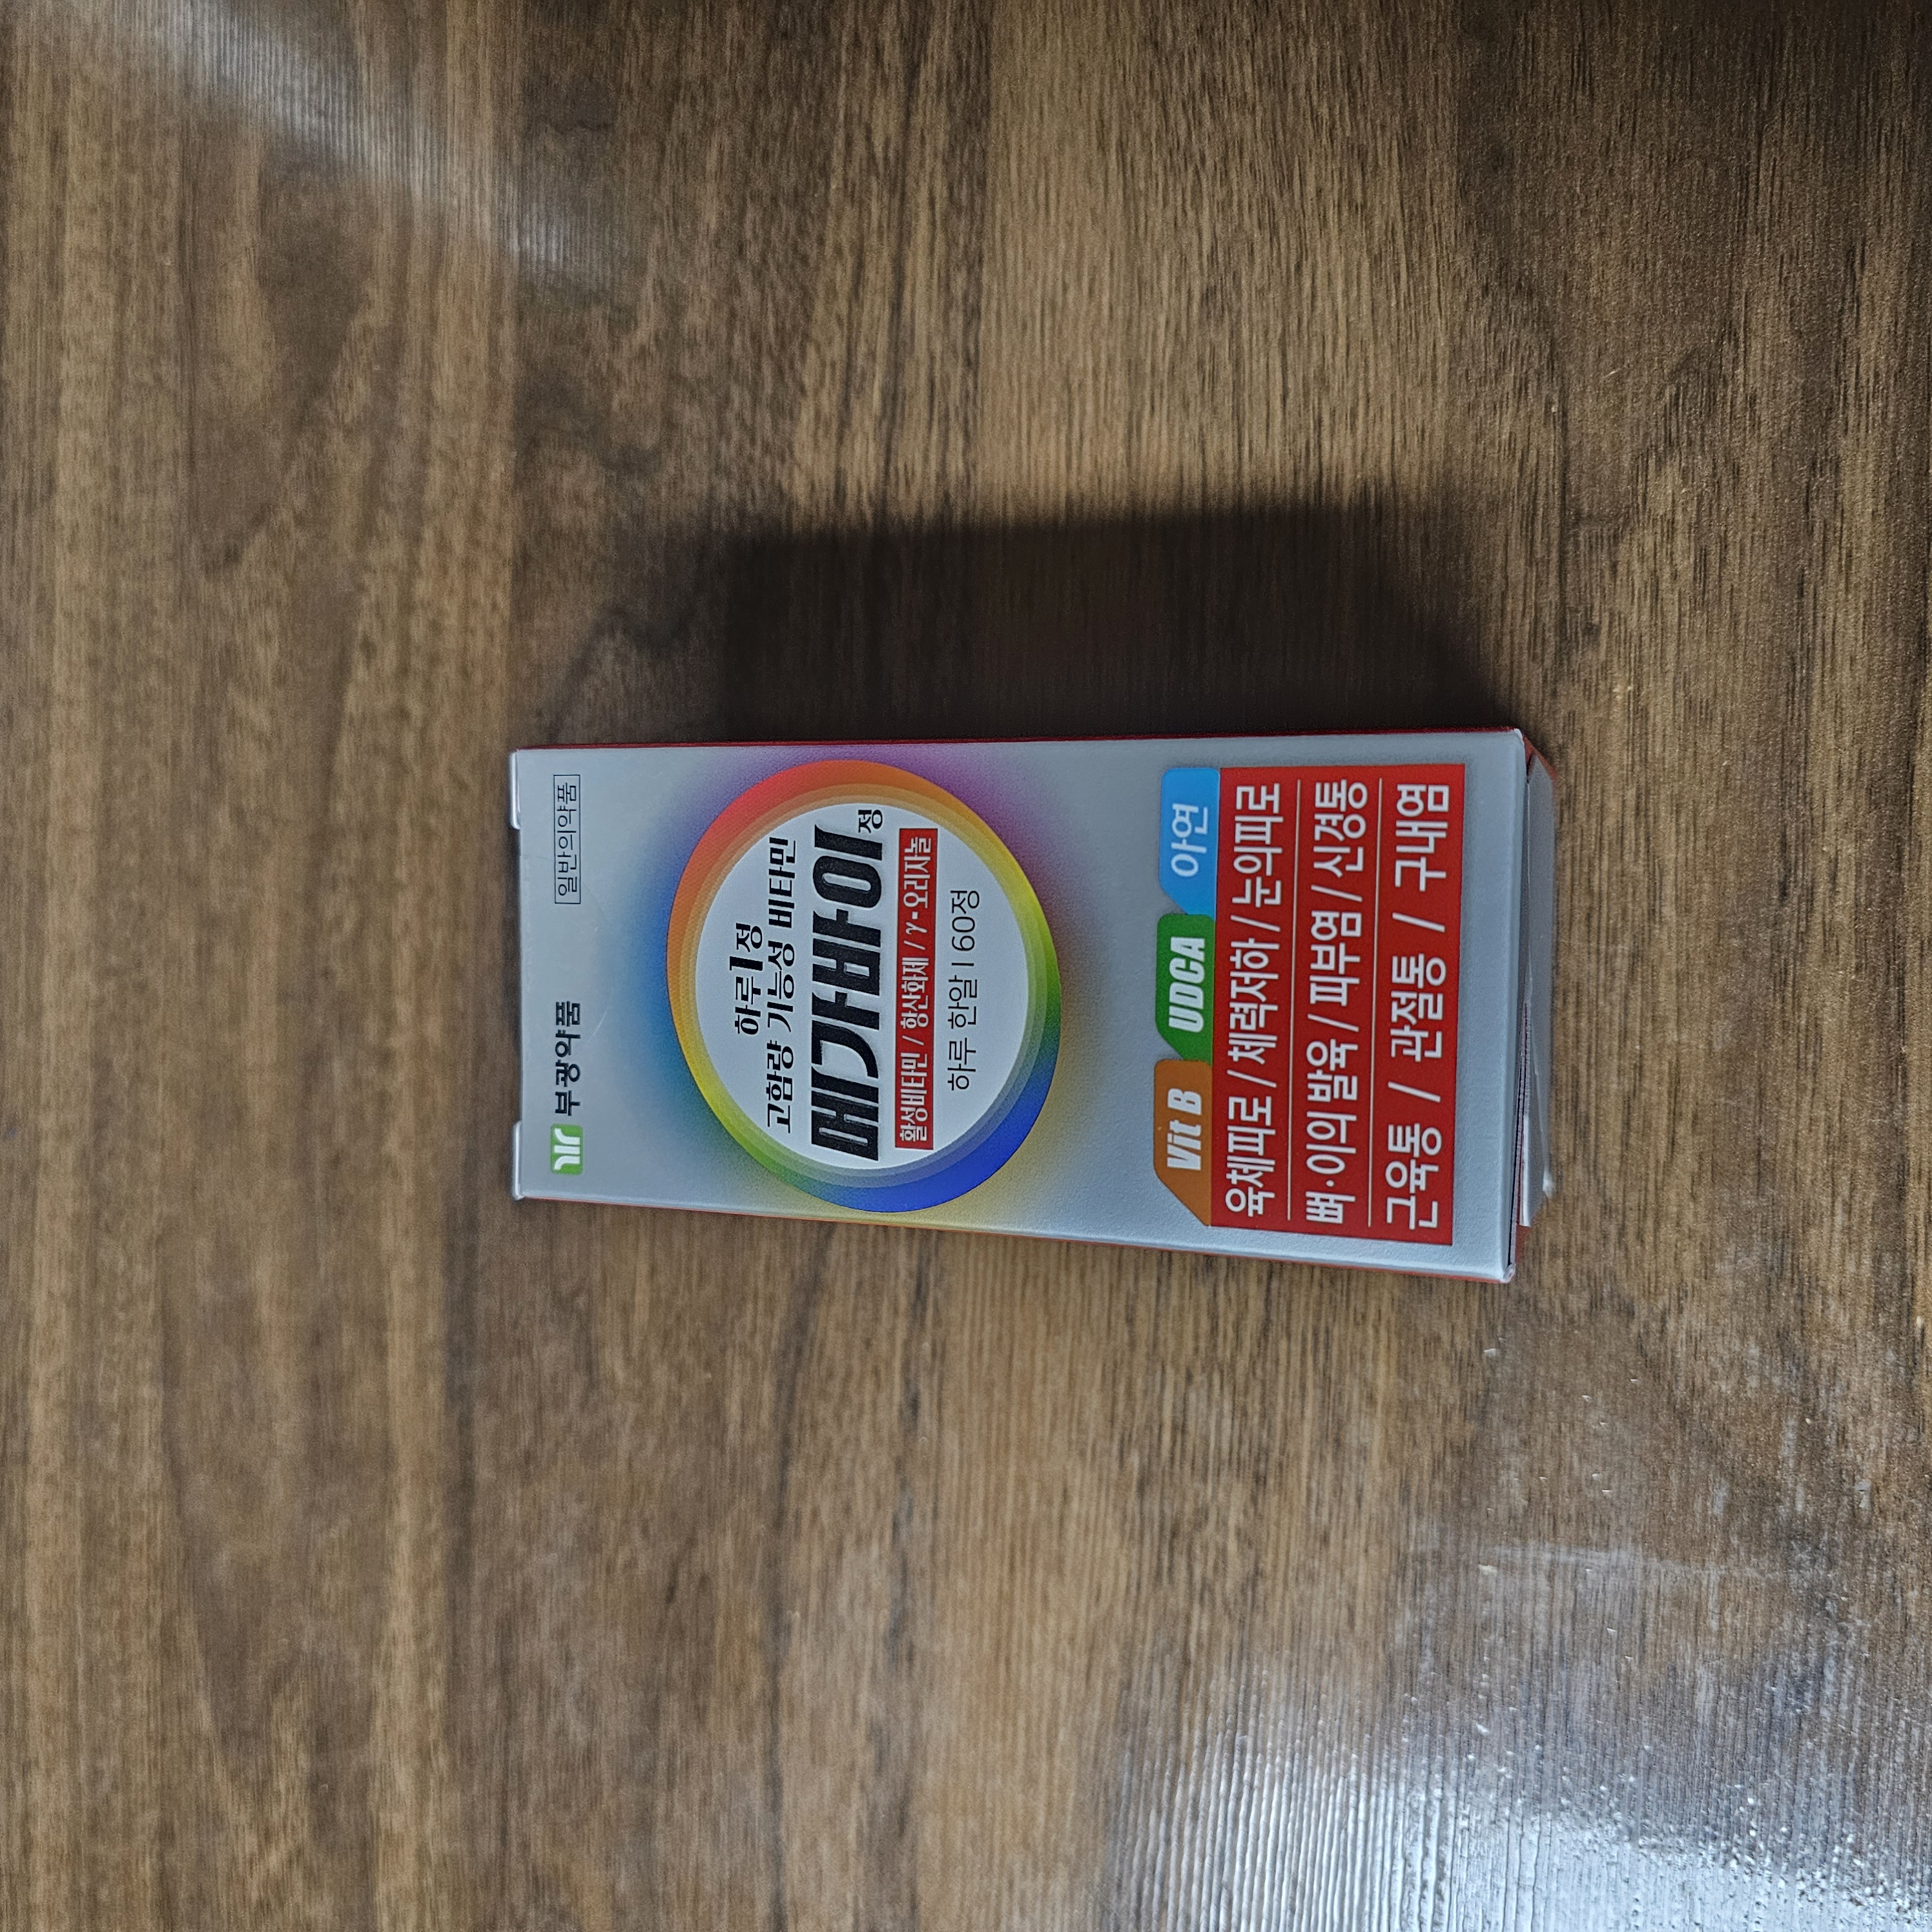 부광약품
일반의약품
하루1정
고함량 기능성 비타민
메가바이정
활성비타민 / 항산화제 / γ-오리자놀
하루 한알 I 60정
Vit B
UDCA
아연
육체피로 / 체력저하 / 눈의피로
뼈·이의 발육 / 피부염 / 신경통
근육통 / 관절통 / 구내염